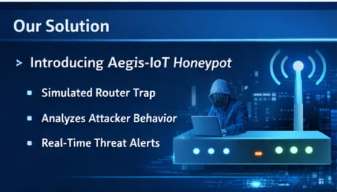 Our Solution
> Introducing Aegis-IoT Honeypot
▪ Simulated Router Trap
▪ Analyzes Attacker Behavior
▪ Real-Time Threat Alerts